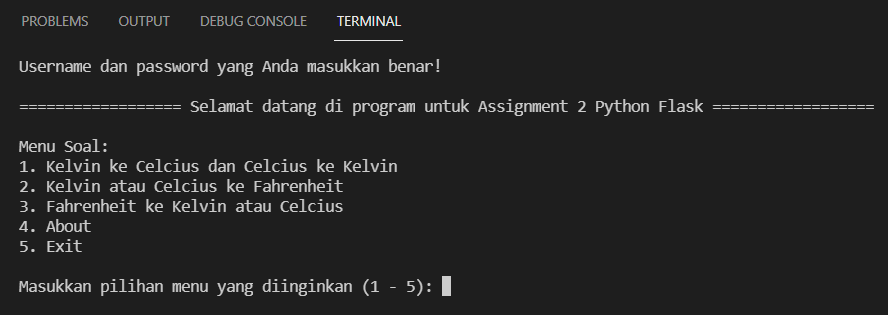 PROBLEMS OUTPUT DEBUG CONSOLE TERMINAL
Username dan password yang Anda masukkan benar!
================== Selamat datang di program untuk Assignment 2 Python Flask ==================
Menu Soal:
1. Kelvin ke Celcius dan Celcius ke Kelvin
2. Kelvin atau Celcius ke Fahrenheit
3. Fahrenheit ke Kelvin atau Celcius
4. About
5. Exit
Masukkan pilihan menu yang diinginkan (1 - 5):